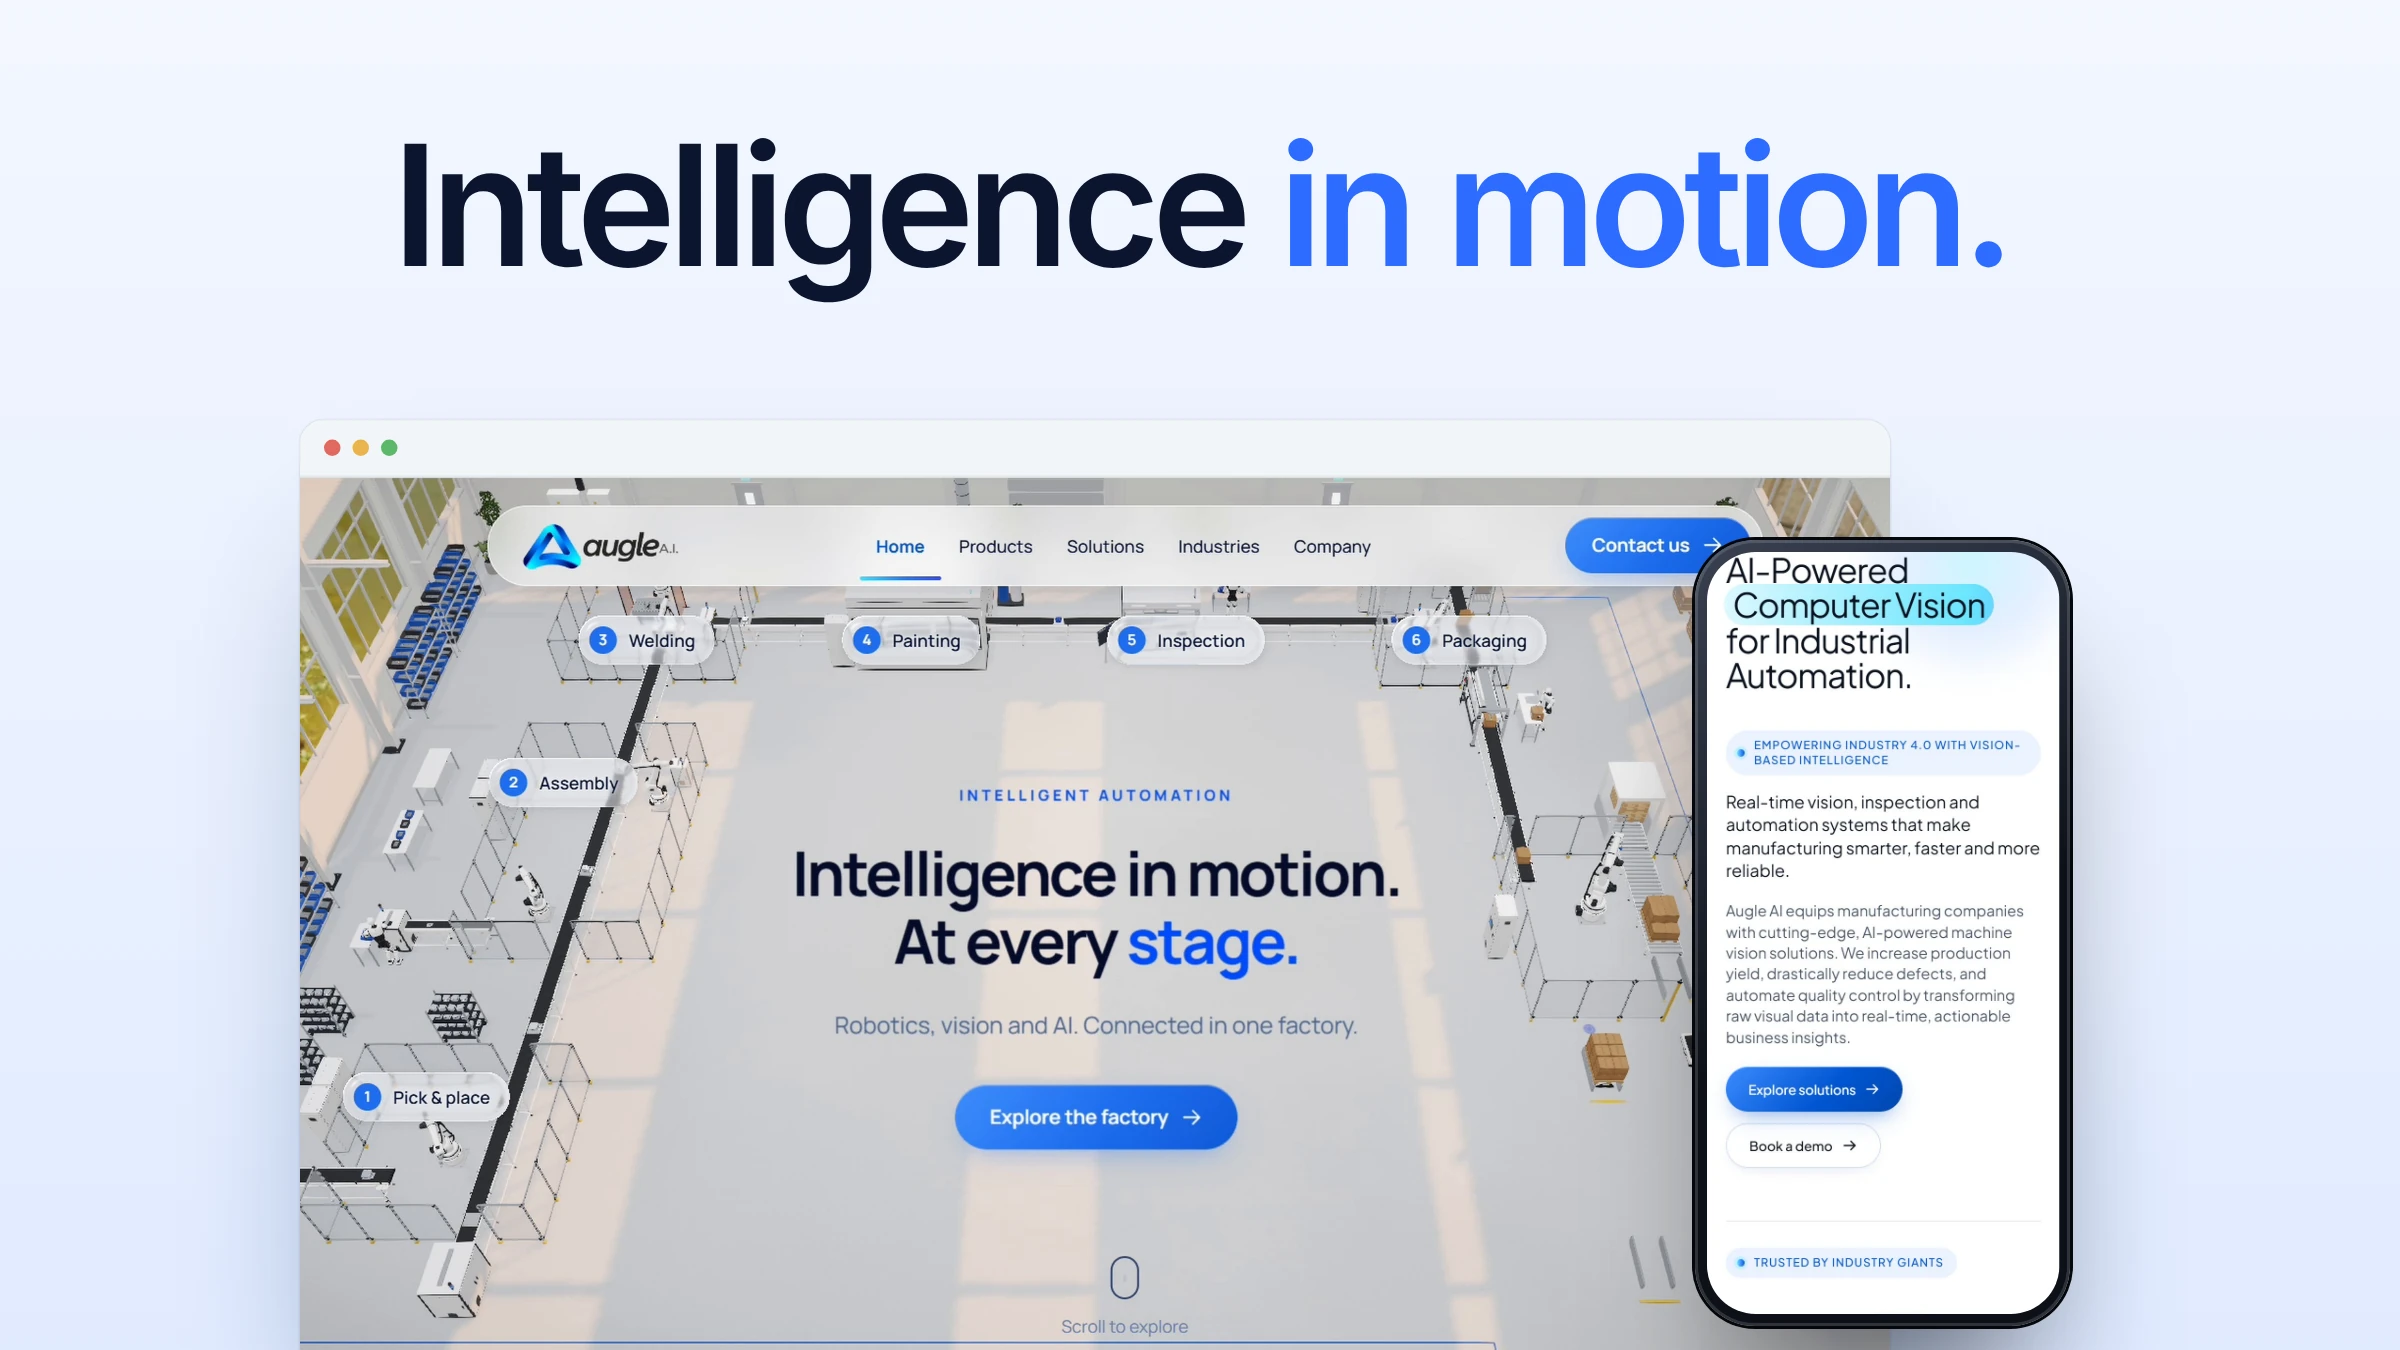 Intelligence in motion.
augle A.I.
Home
Products
Solutions
Industries
Company
Contact us
3 Welding
4 Painting
5 Inspection
6 Packaging
2 Assembly
1 Pick & place
INTELLIGENT AUTOMATION
Intelligence in motion.
At every stage.
Robotics, vision and AI. Connected in one factory.
Explore the factory
Scroll to explore
AI-Powered
Computer Vision
for Industrial
Automation.
EMPOWERING INDUSTRY 4.0 WITH VISION-
BASED INTELLIGENCE
Real-time vision, inspection and
automation systems that make
manufacturing smarter, faster and more
reliable.
Augle AI equips manufacturing companies
with cutting-edge, AI-powered machine
vision solutions. We increase production
yield, drastically reduce defects, and
automate quality control by transforming
raw visual data into real-time, actionable
business insights.
Explore solutions
Book a demo
TRUSTED BY INDUSTRY GIANTS